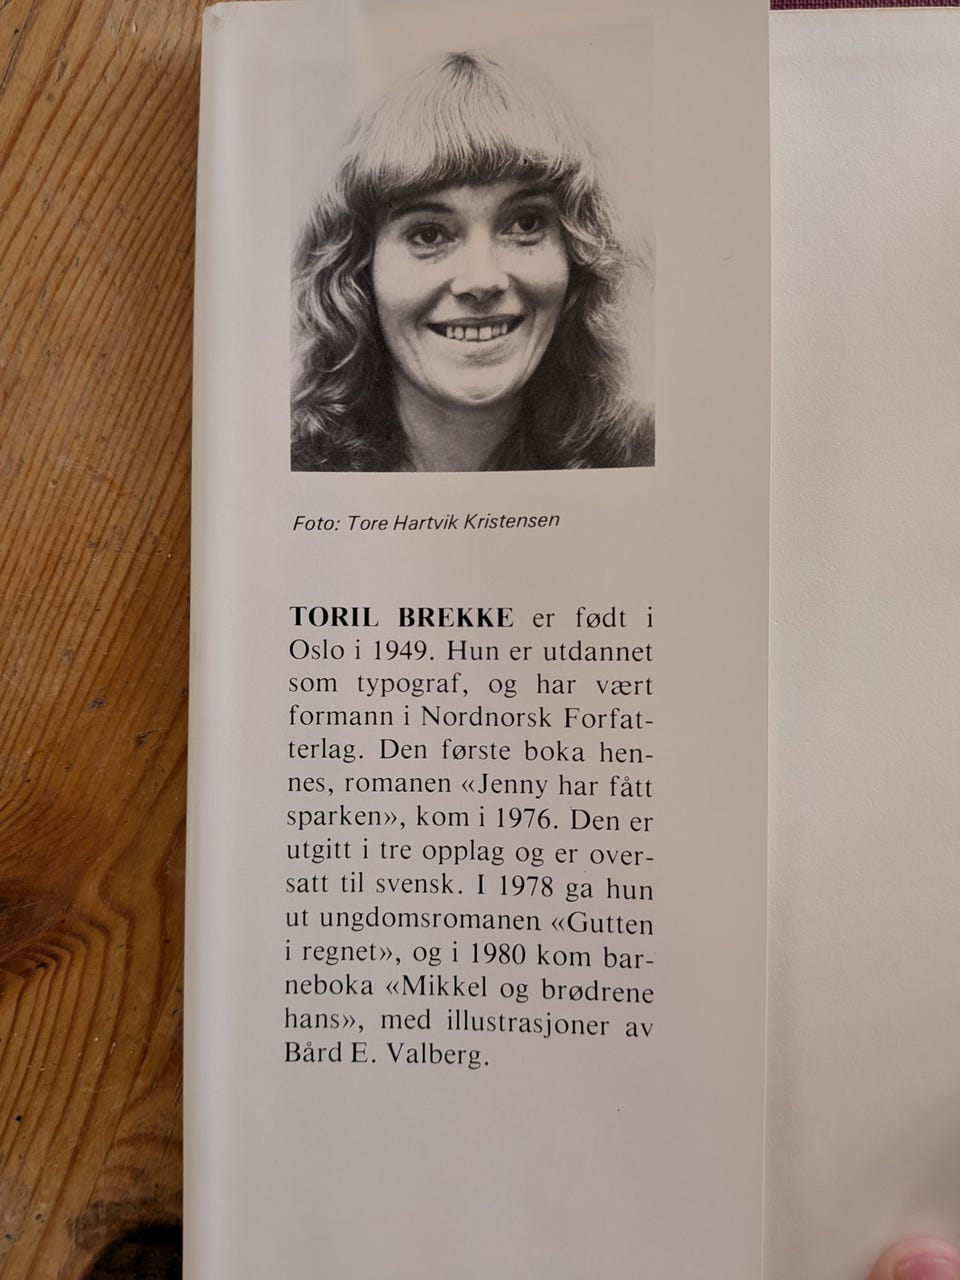 Foto: Tore Hartvik Kristensen
TORIL BREKKE er født i
Oslo i 1949. Hun er utdannet
som typograf, og har vært
formann i Nordnorsk Forfat-
terlag. Den første boka hen-
nes, romanen «Jenny har fått
sparken», kom i 1976. Den er
utgitt i tre opplag og er over-
satt til svensk. I 1978 ga hun
ut ungdomsromanen «Gutten
i regnet», og i 1980 kom bar-
neboka «Mikkel og brødrene
hans», med illustrasjoner av
Bård E. Valberg.